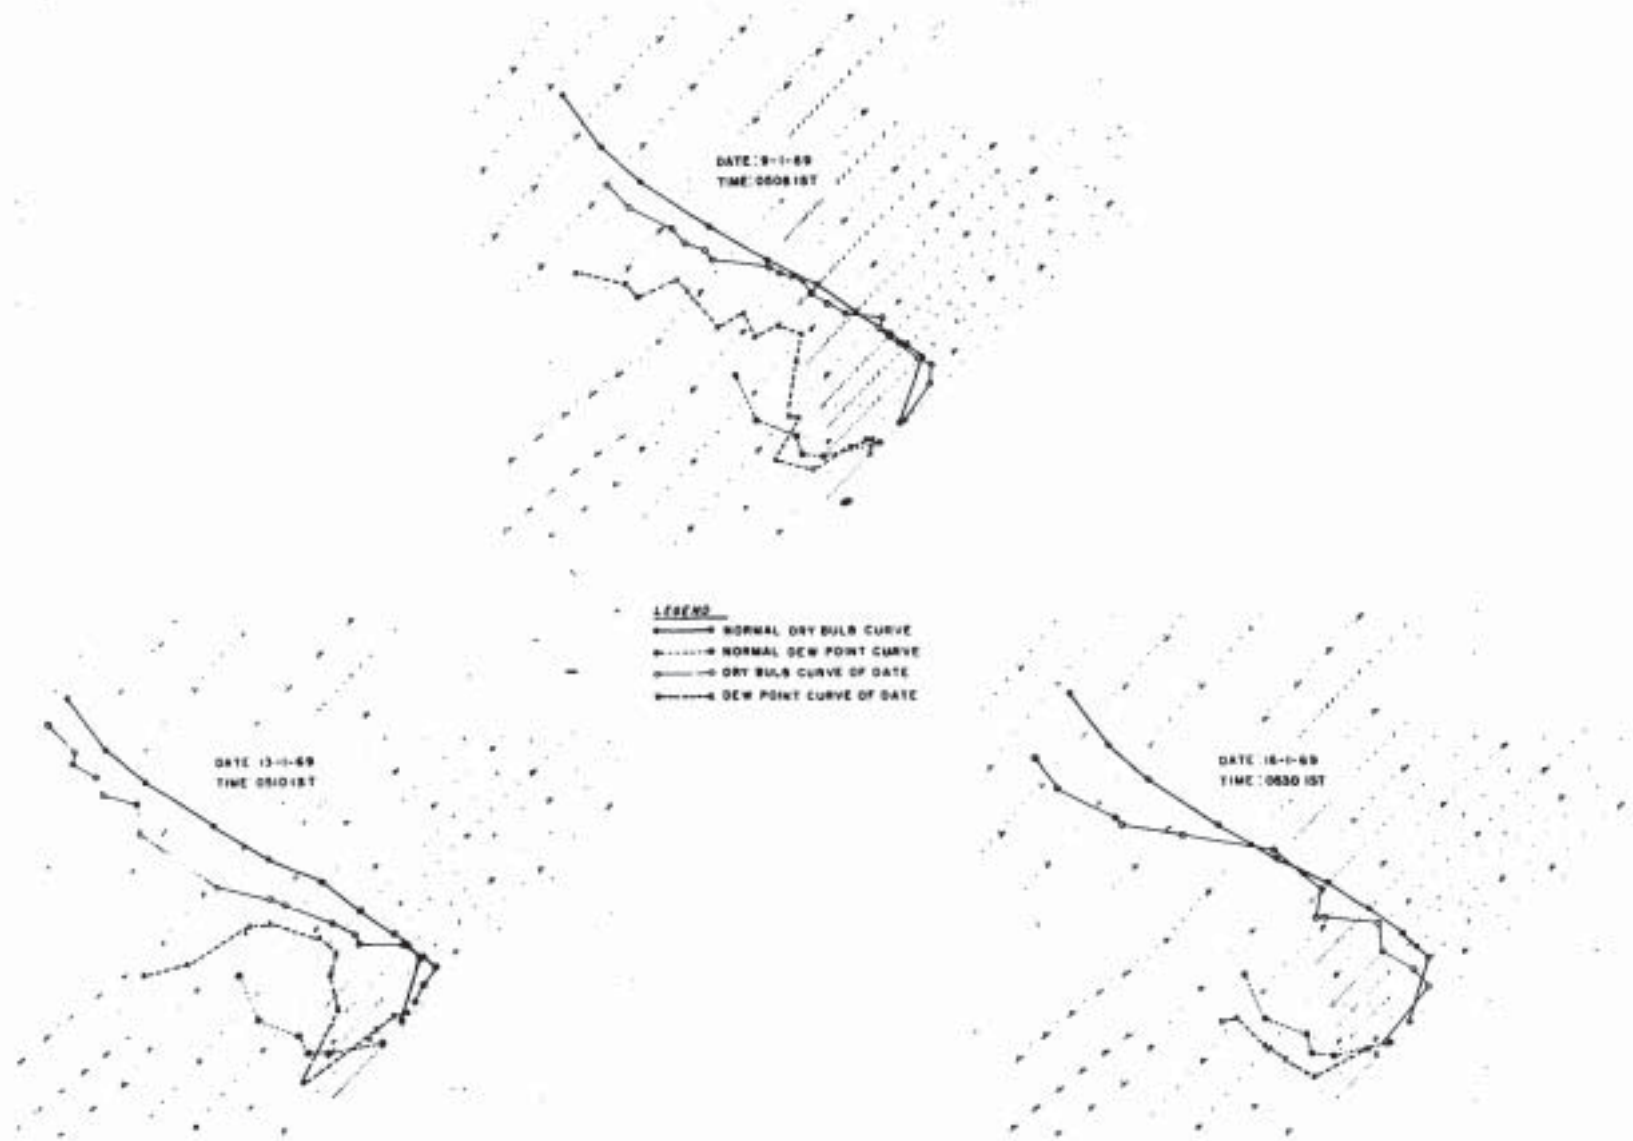 DATE: 9-1-69
TIME: 0508 IST
LEGEND
NORMAL DRY BULB CURVE
NORMAL DEW POINT CURVE
DRY BULB CURVE OF DATE
DEW POINT CURVE OF DATE
DATE 13-1-69
TIME 0510 IST
DATE: 16-1-69
TIME: 0530 IST